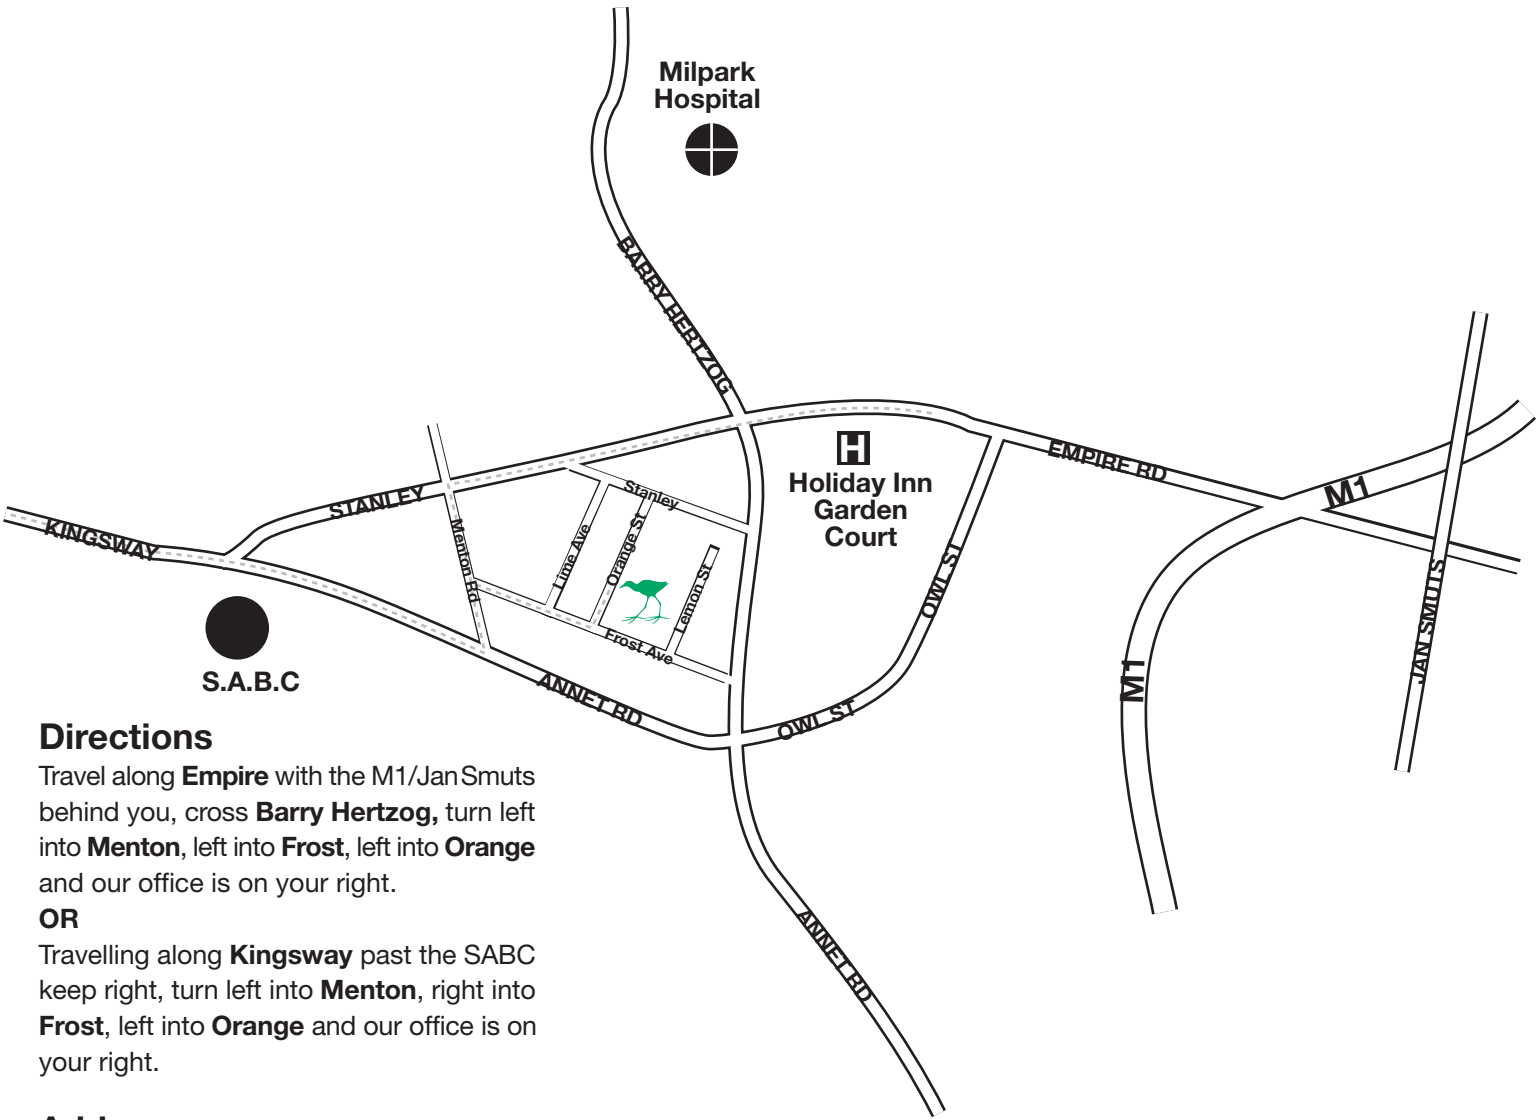 Milpark
Hospital
BARRY HERTZOG
H
Holiday Inn
Garden
Court
EMPIRE RD
M1
STANLEY
KINGSWAY
Menton Rd
Lime Ave
Orange St
Stanley
Lemon St
Frost Ave
OWL ST
JAN SMUTS
M1
S.A.B.C
ANNET RD
OWL ST
ANNET RD
Directions
Travel along Empire with the M1/Jan Smuts
behind you, cross Barry Hertzog, turn left
into Menton, left into Frost, left into Orange
and our office is on your right.
OR
Travelling along Kingsway past the SABC
keep right, turn left into Menton, right into
Frost, left into Orange and our office is on
your right.